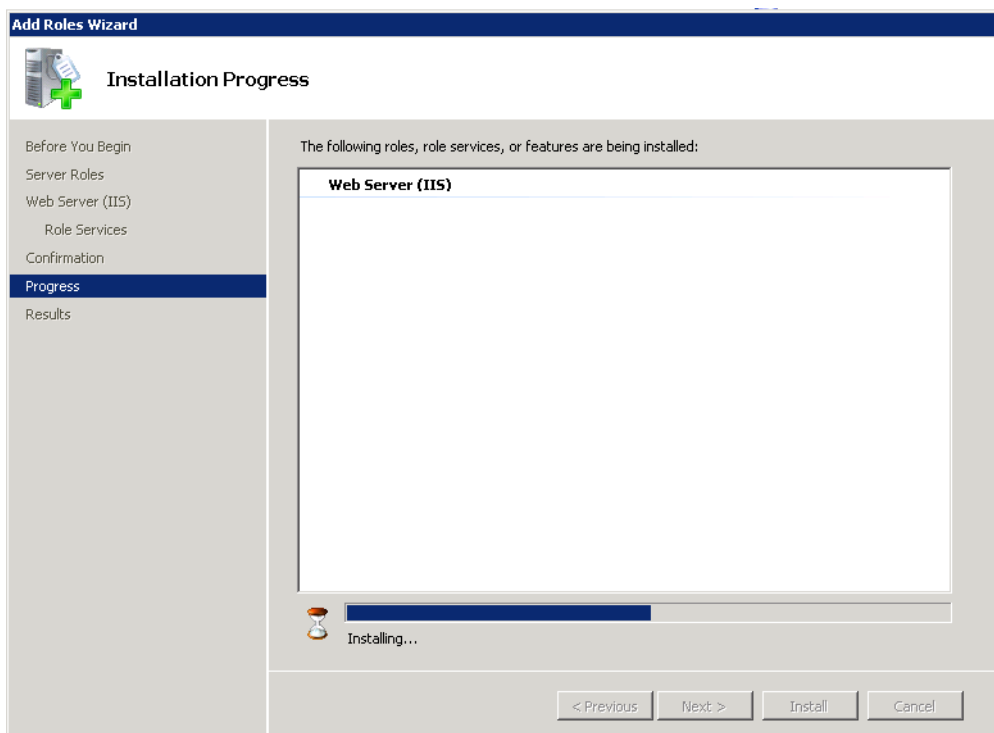 Add Roles Wizard
Installation Progress
Before You Begin
Server Roles
Web Server (IIS)
Role Services
Confirmation
Progress
Results
The following roles, role services, or features are being installed:
Web Server (IIS)
Installing...
< Previous
Next >
Install
Cancel